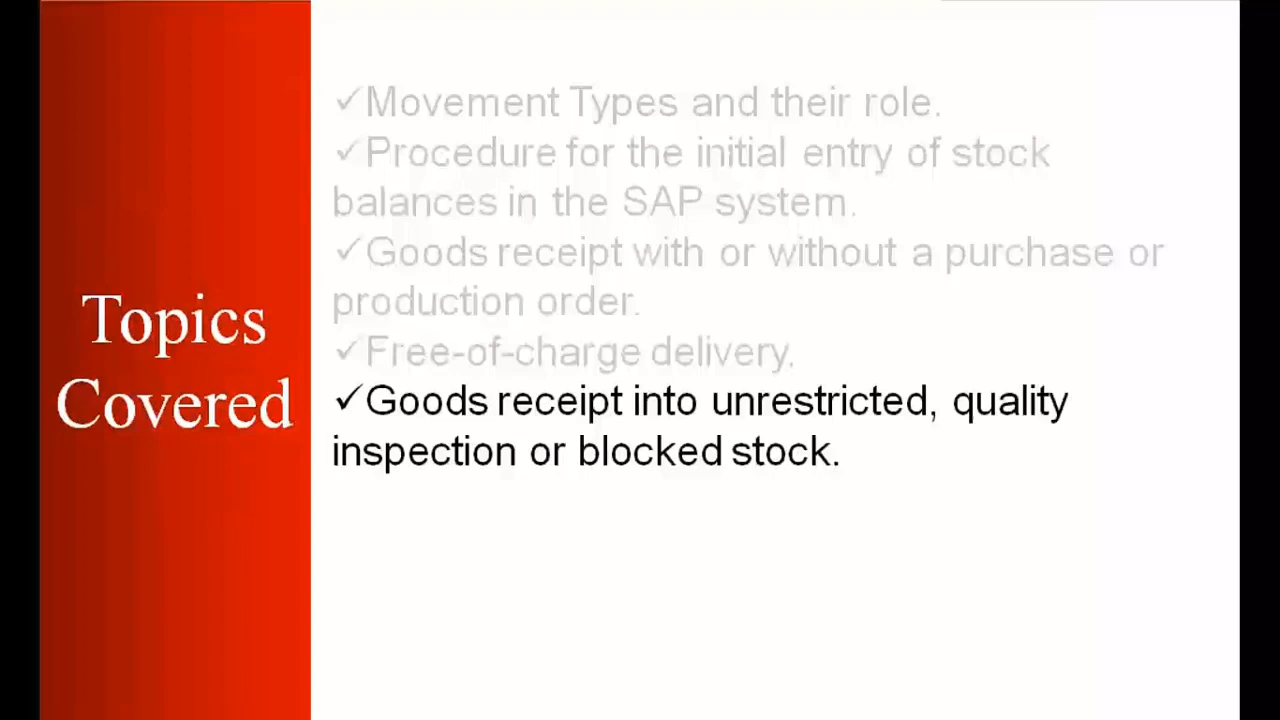 Topics
Covered
✓Movement Types and their role.
✓Procedure for the initial entry of stock
balances in the SAP system.
✓Goods receipt with or without a purchase or
production order.
✓Free-of-charge delivery.
✓Goods receipt into unrestricted, quality
inspection or blocked stock.